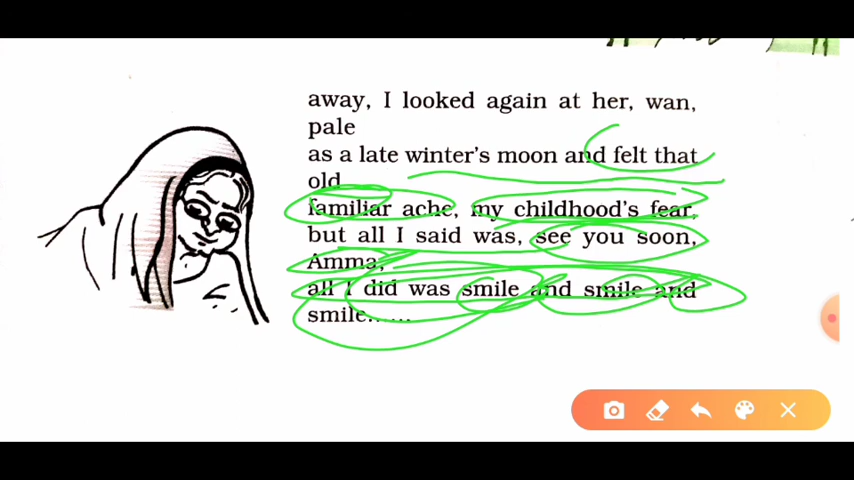 away, I looked again at her, wan,
pale
as a late winter's moon and felt that
old
familiar ache, my childhood's fear,
but all I said was, see you soon,
Amma,
all I did was smile and smile and
smile......